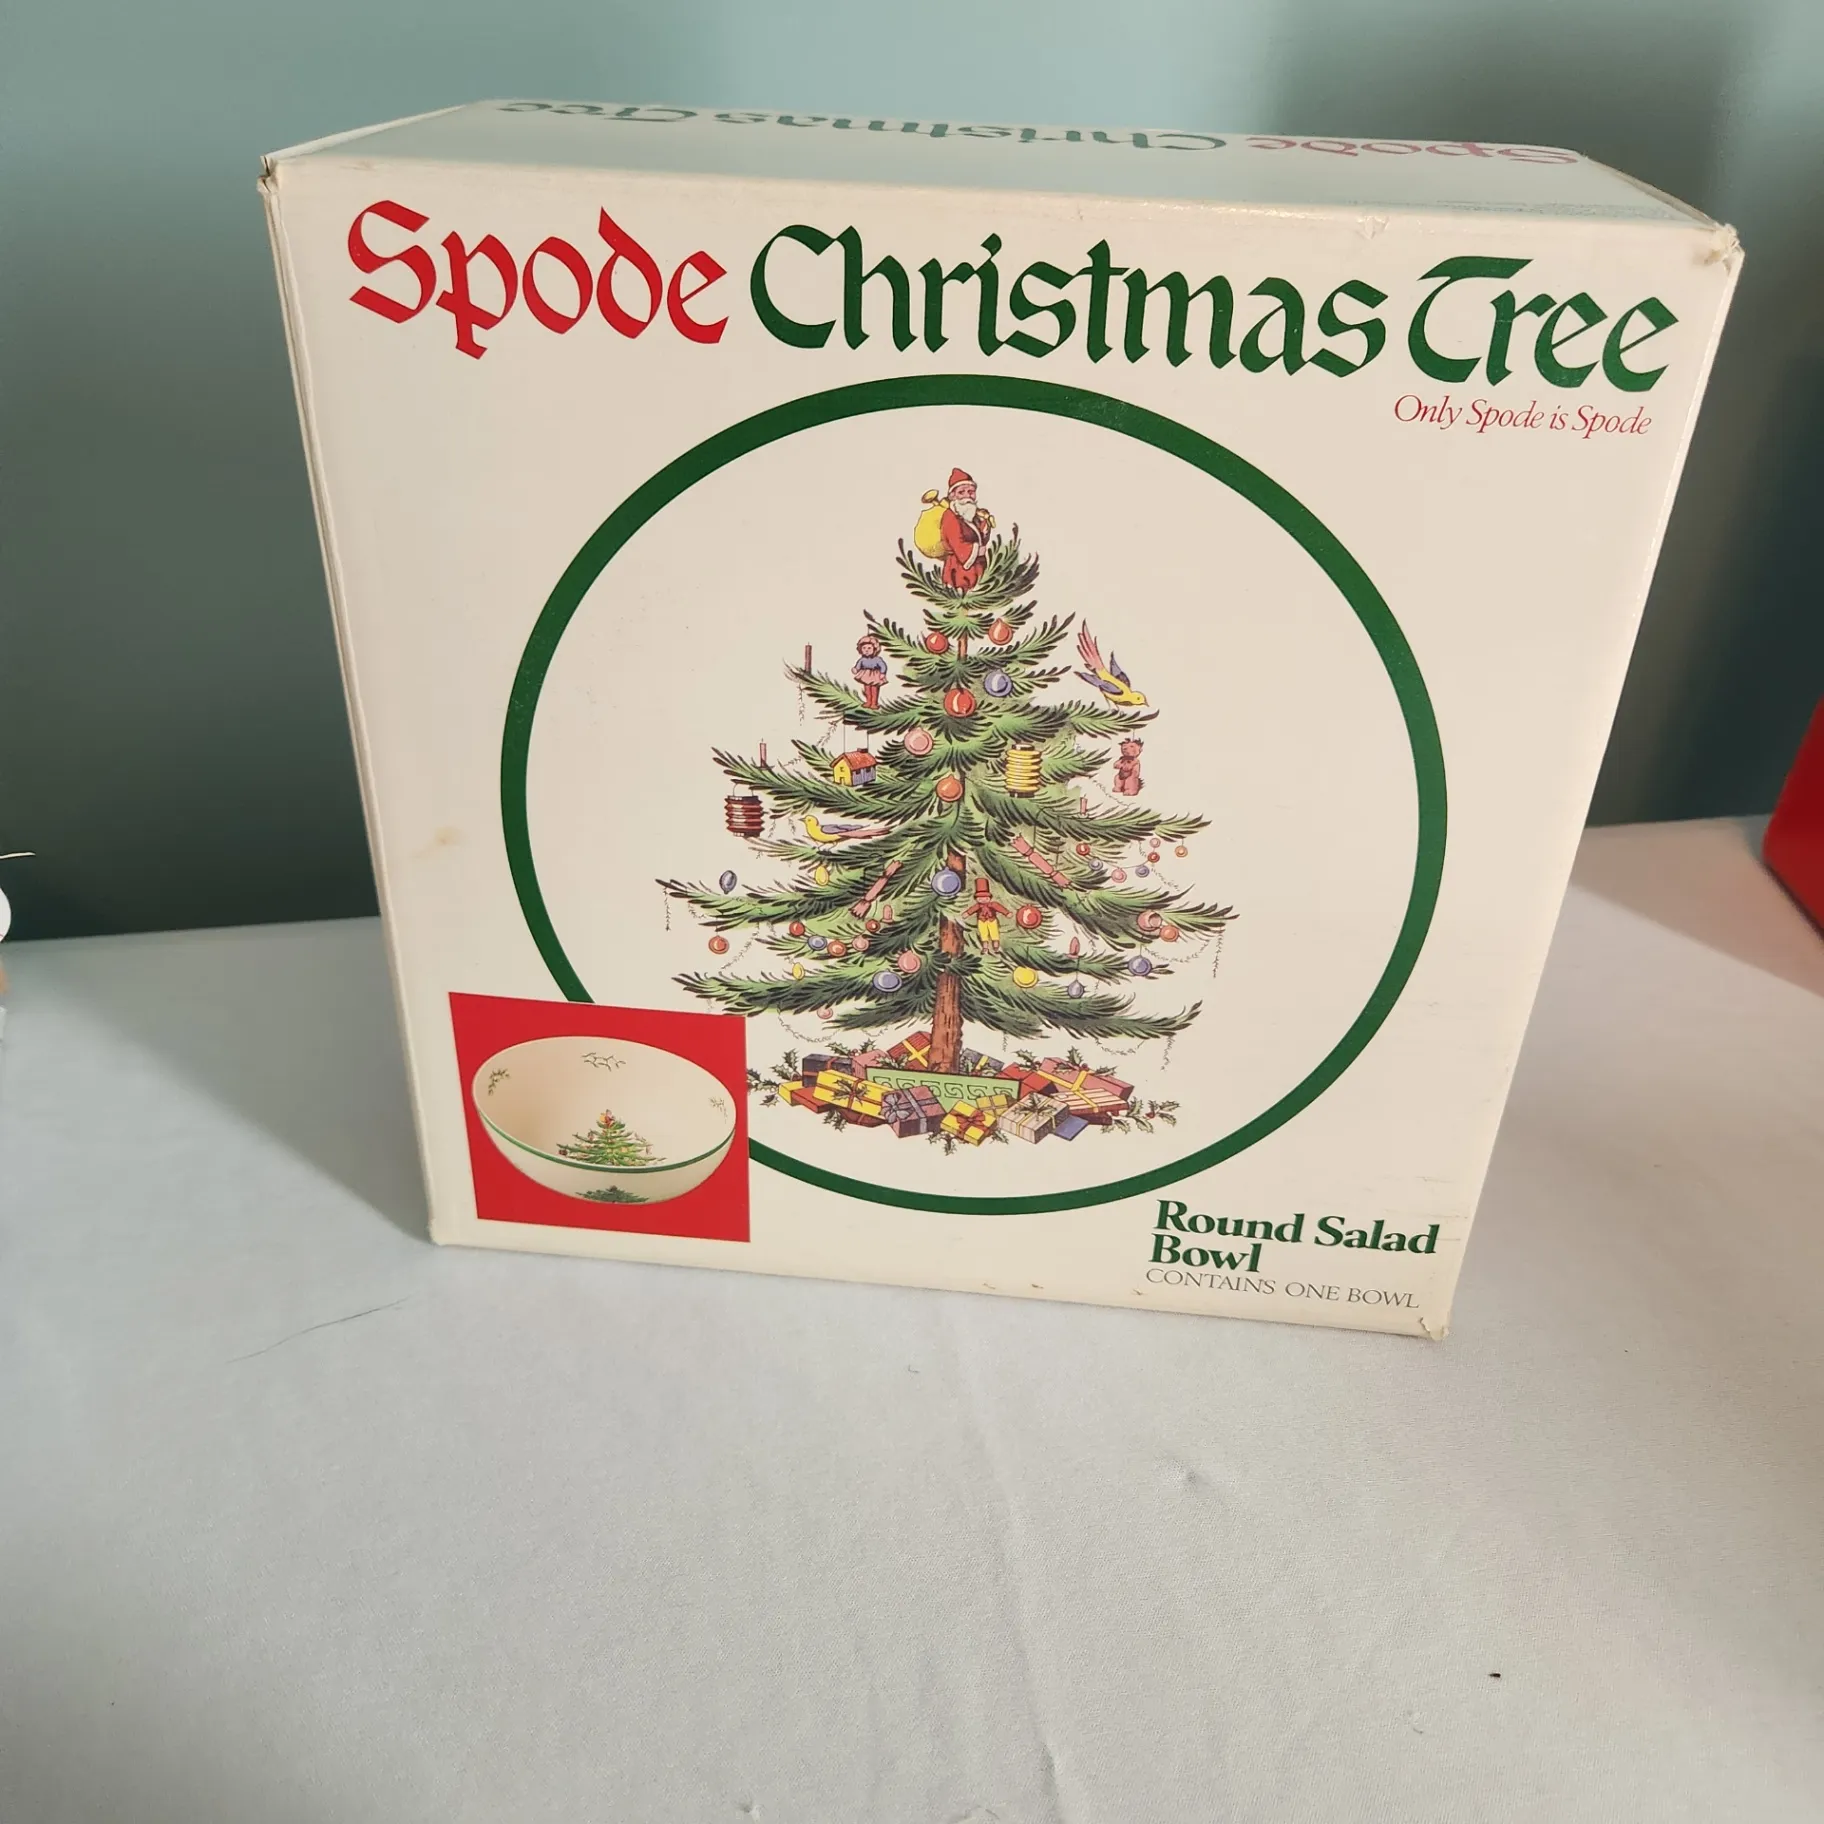 Spode Christmas Tree
Spode Christmas Tree
Only Spode is Spode
Round Salad
Bowl
CONTAINS ONE BOWL